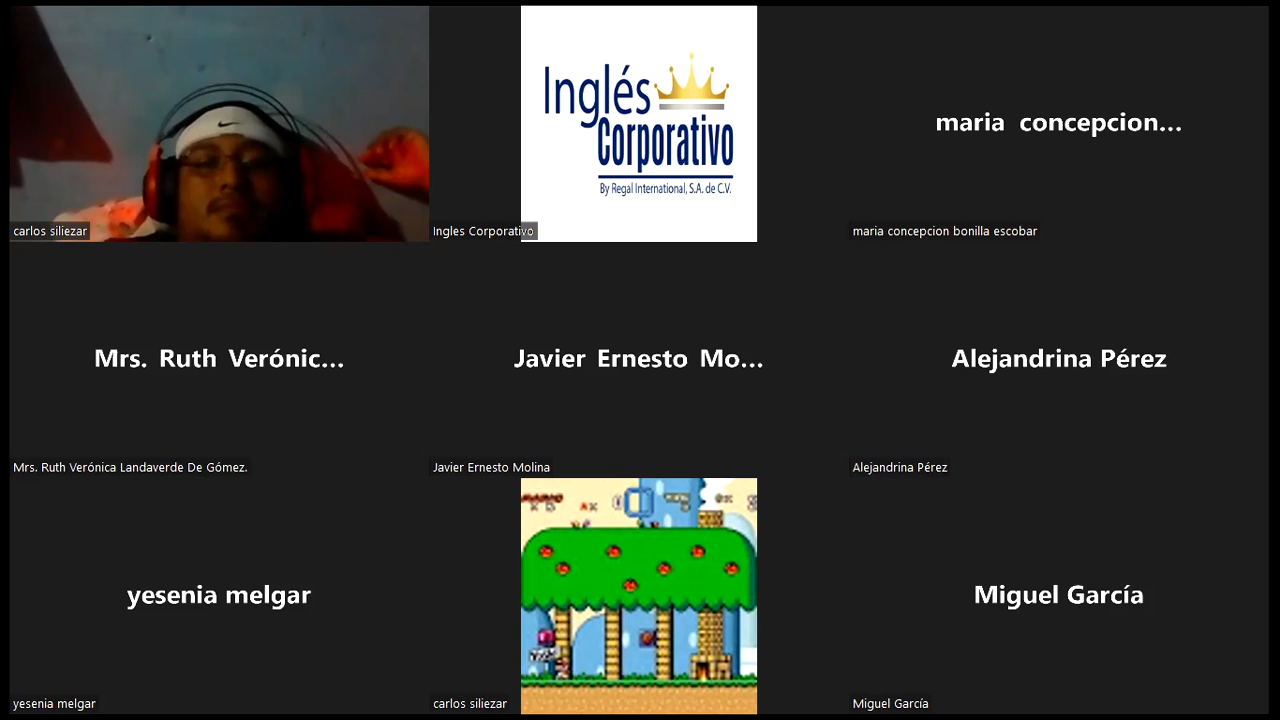 carlos siliezar
Inglés
Corporativo
By Regal International, S.A. de C.V.
Ingles Corporativo
maria concepcion...
maria concepcion bonilla escobar
Mrs. Ruth Verónic...
Mrs. Ruth Verónica Landaverde De Gómez.
Javier Ernesto Mo...
Javier Ernesto Molina
Alejandrina Pérez
Alejandrina Pérez
yesenia melgar
yesenia melgar
MARIO
carlos siliezar
Miguel García
Miguel García